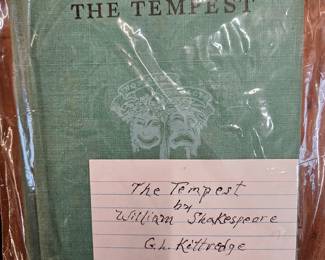 THE TEMPEST
The Tempest
by
William Shakespeare
G.L. Kittredge